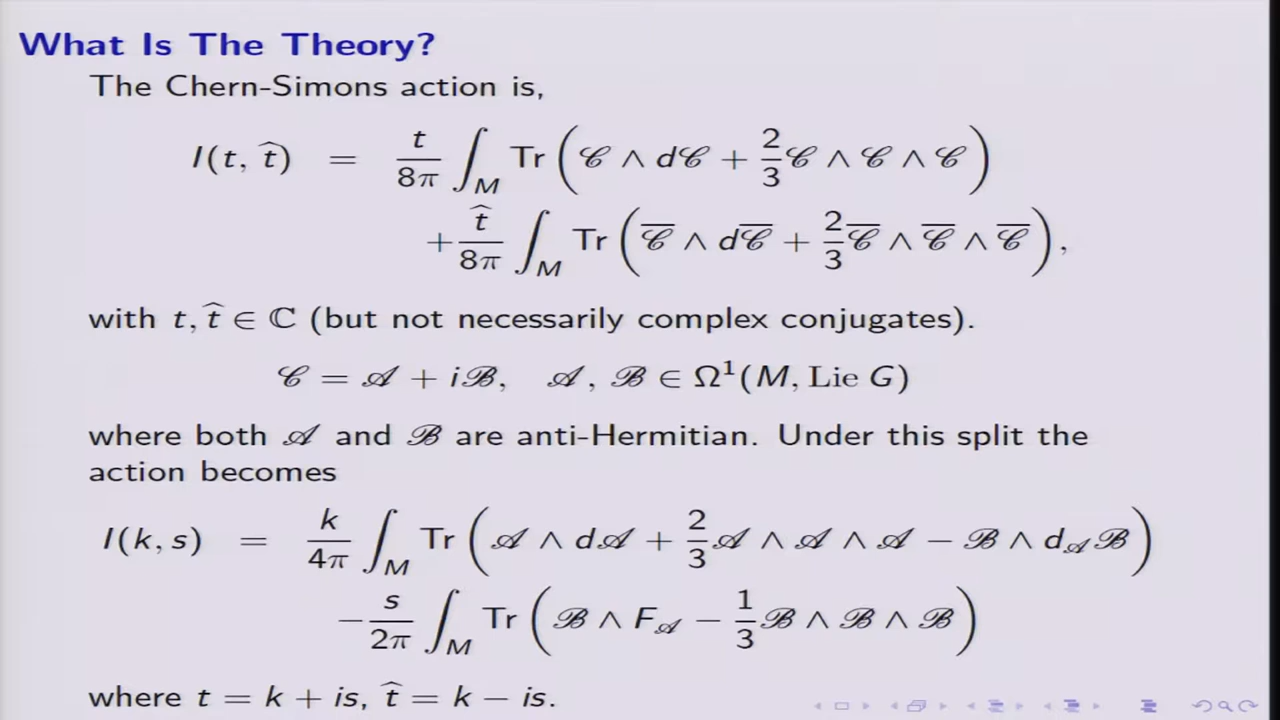 What Is The Theory?
The Chern-Simons action is,
I(t, t̂) = t/8π ∫_M Tr(𝒞 ∧ d𝒞 + 2/3 𝒞 ∧ 𝒞 ∧ 𝒞)
+ t̂/8π ∫_M Tr(𝒞̅ ∧ d𝒞̅ + 2/3 𝒞̅ ∧ 𝒞̅ ∧ 𝒞̅),
with t, t̂ ∈ ℂ (but not necessarily complex conjugates).
𝒞 = 𝒜 + iℬ, 𝒜, ℬ ∈ Ω¹(M, Lie G)
where both 𝒜 and ℬ are anti-Hermitian. Under this split the
action becomes
I(k, s) = k/4π ∫_M Tr(𝒜 ∧ d𝒜 + 2/3 𝒜 ∧ 𝒜 ∧ 𝒜 − ℬ ∧ d_𝒜 ℬ)
− s/2π ∫_M Tr(ℬ ∧ F_𝒜 − 1/3 ℬ ∧ ℬ ∧ ℬ)
where t = k + is, t̂ = k − is.